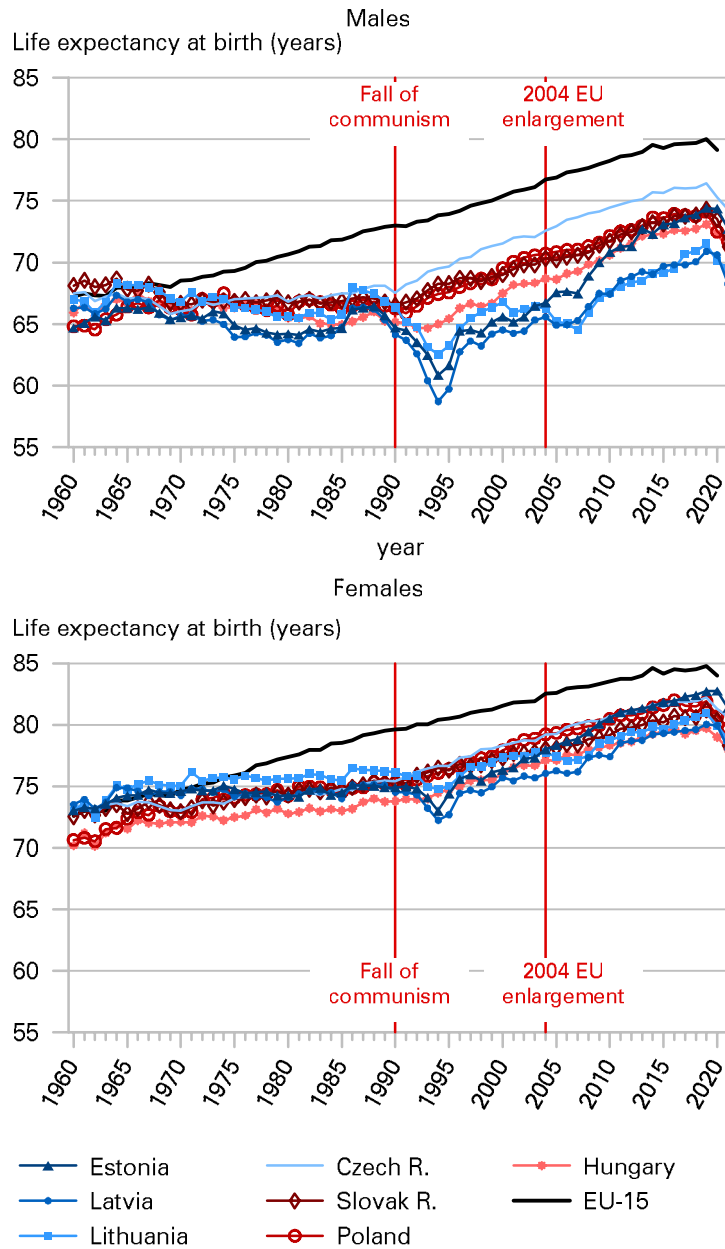 Males
Life expectancy at birth (years)
85
Fall of
communism
2004 EU
enlargement
80
75
70
65
60
55
1960
1965
1970
1975
1980
1985
1990
1995
2000
2005
2010
2015
2020
year
Females
Life expectancy at birth (years)
85
80
75
70
65
60
Fall of
communism
2004 EU
enlargement
55
1960
1965
1970
1975
1980
1985
1990
1995
2000
2005
2010
2015
2020
Estonia
Czech R.
Hungary
Latvia
Slovak R.
EU-15
Lithuania
Poland